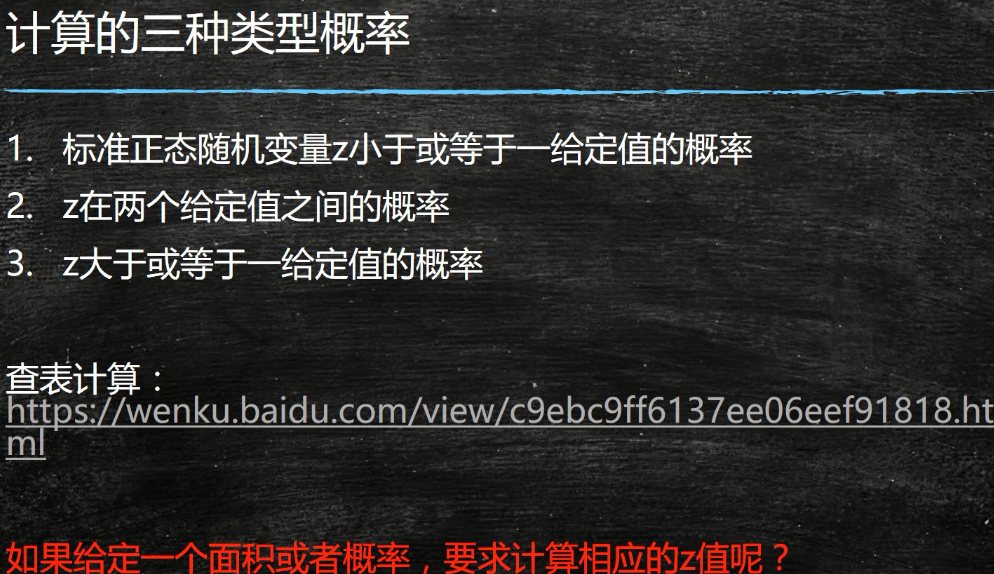 计算的三种类型概率
1. 标准正态随机变量z小于或等于一给定值的概率
2. z在两个给定值之间的概率
3. z大于或等于一给定值的概率
查表计算：
https://wenku.baidu.com/view/c9ebc9ff6137ee06eef91818.ht
ml
如果给定一个面积或者概率，要求计算相应的z值呢？